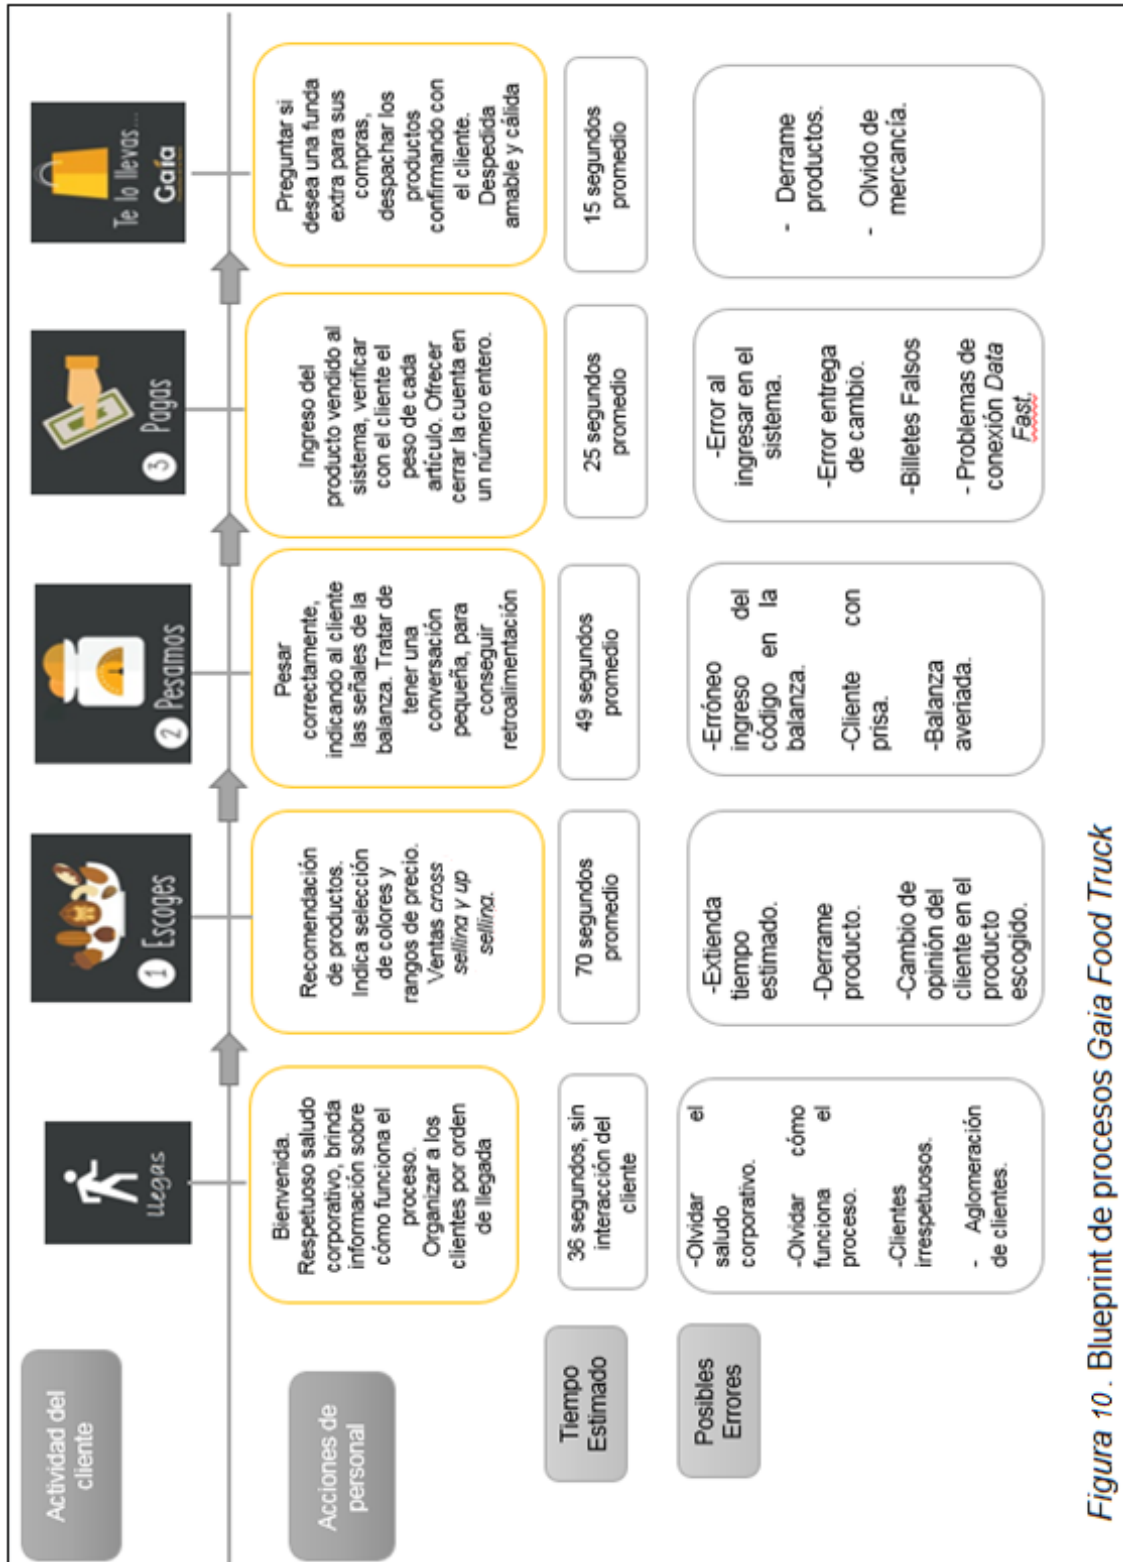 Actividad del
cliente
Llegas
1 Escoges
2 Pesamos
3 Pagas
Te lo llevas...
Gaía
Acciones de
personal
Bienvenida.
Respetuoso saludo
corporativo, brinda
información sobre
cómo funciona el
proceso.
Organizar a los
clientes por orden
de llegada
Recomendación
de productos.
Indica selección
de colores y
rangos de precio.
Ventas cross
selling y up
selling.
Pesar
correctamente,
indicando al cliente
las señales de la
balanza. Tratar de
tener una
conversación
pequeña, para
conseguir
retroalimentación
Ingreso del
producto vendido al
sistema, verificar
con el cliente el
peso de cada
artículo. Ofrecer
cerrar la cuenta en
un número entero.
Preguntar si
desea una funda
extra para sus
compras,
despachar los
productos
confirmando con
el cliente.
Despedida
amable y cálida
Tiempo
Estimado
36 segundos, sin
interacción del
cliente
70 segundos
promedio
49 segundos
promedio
25 segundos
promedio
15 segundos
promedio
Posibles
Errores
-Olvidar el
saludo
corporativo.
-Olvidar cómo
funciona el
proceso.
-Clientes
irrespetuosos.
- Aglomeración
de clientes.
-Extienda
tiempo
estimado.
-Derrame
producto.
-Cambio de
opinión del
cliente en el
producto
escogido.
-Erróneo
ingreso del
código en la
balanza.
-Cliente con
prisa.
-Balanza
averiada.
-Error al
ingresar en el
sistema.
-Error entrega
de cambio.
-Billetes Falsos
- Problemas de
conexión Data
Fast.
- Derrame
productos.
- Olvido de
mercancía.
Figura 10. Blueprint de procesos Gaia Food Truck